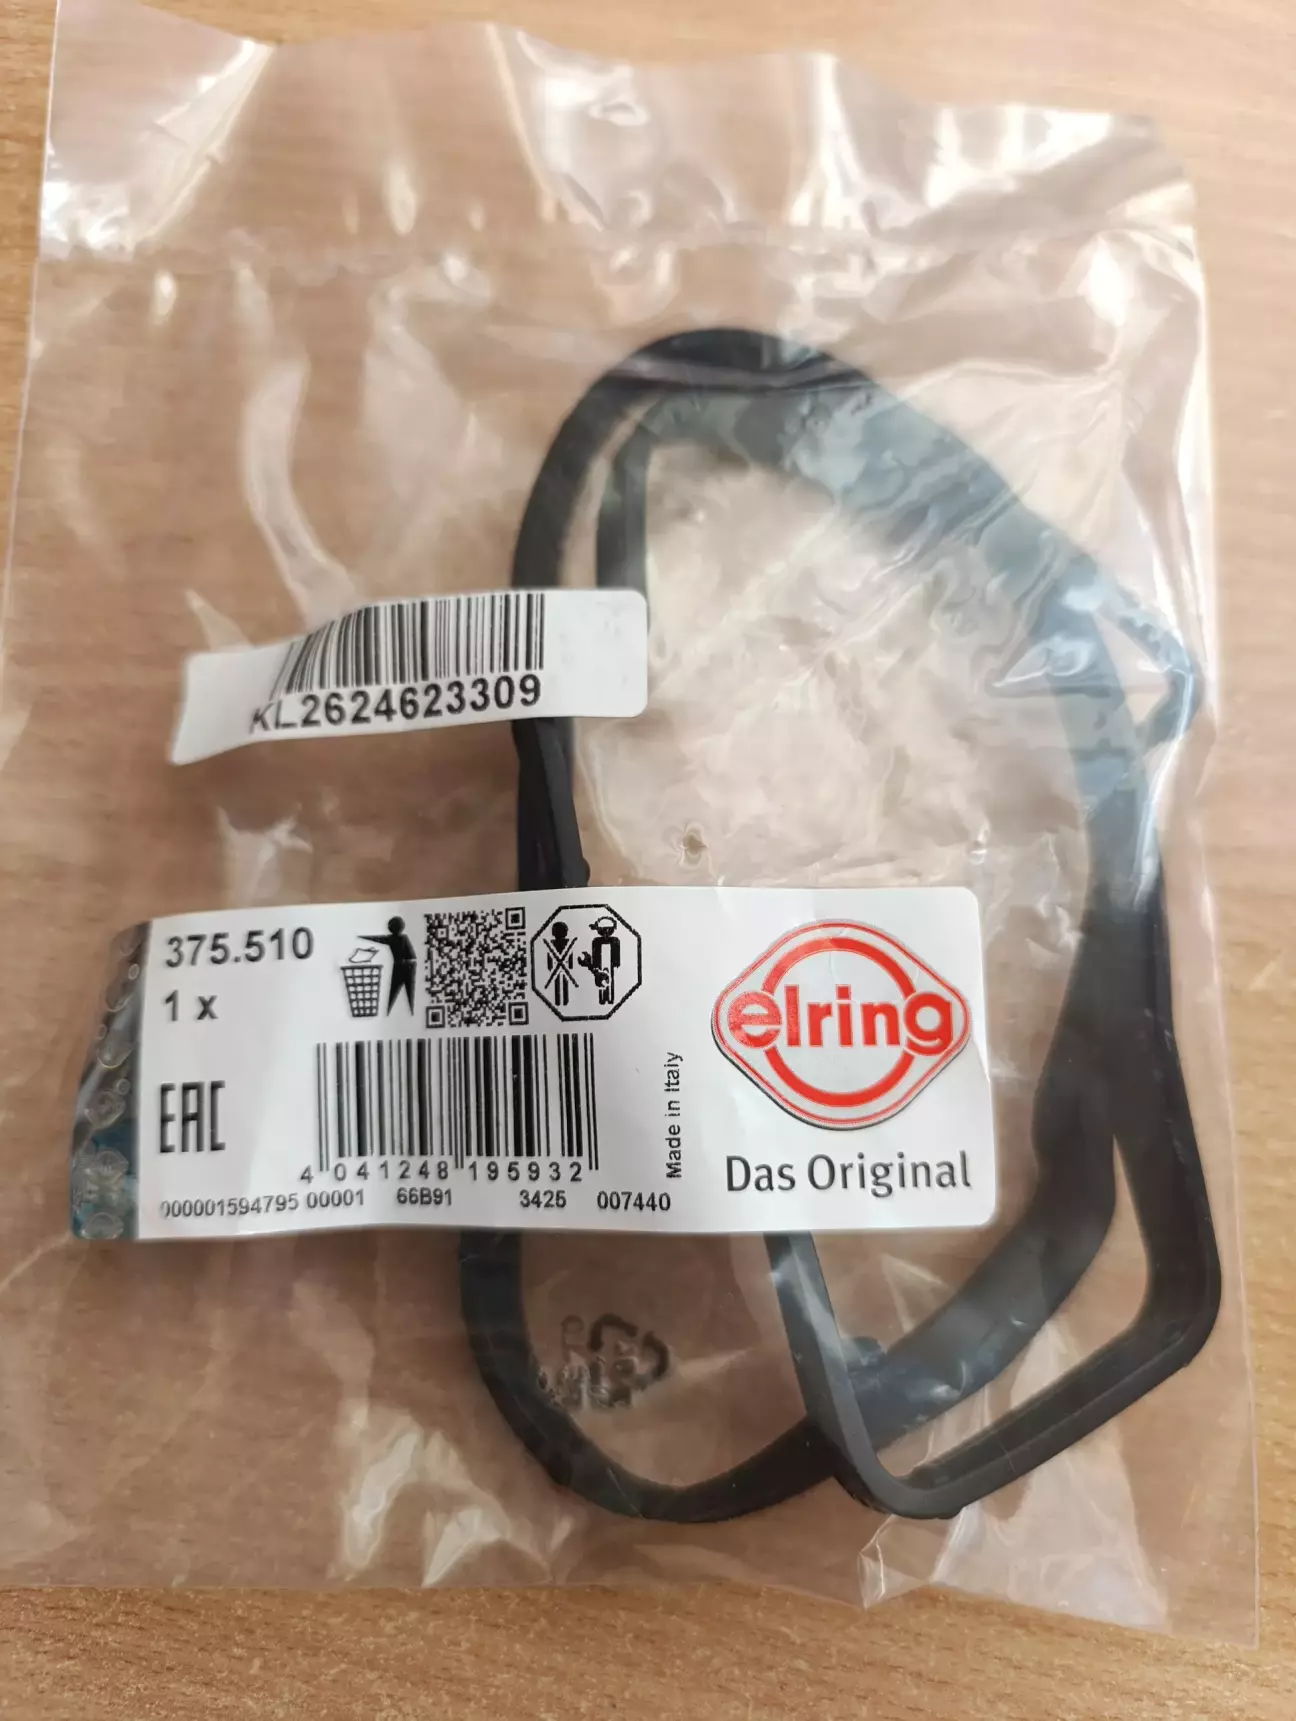 KL2624623309
375.510
1 x
EAC
4 041248 195932
000001594795 00001 66B91 3425 007440
Made in Italy
elring
Das Original